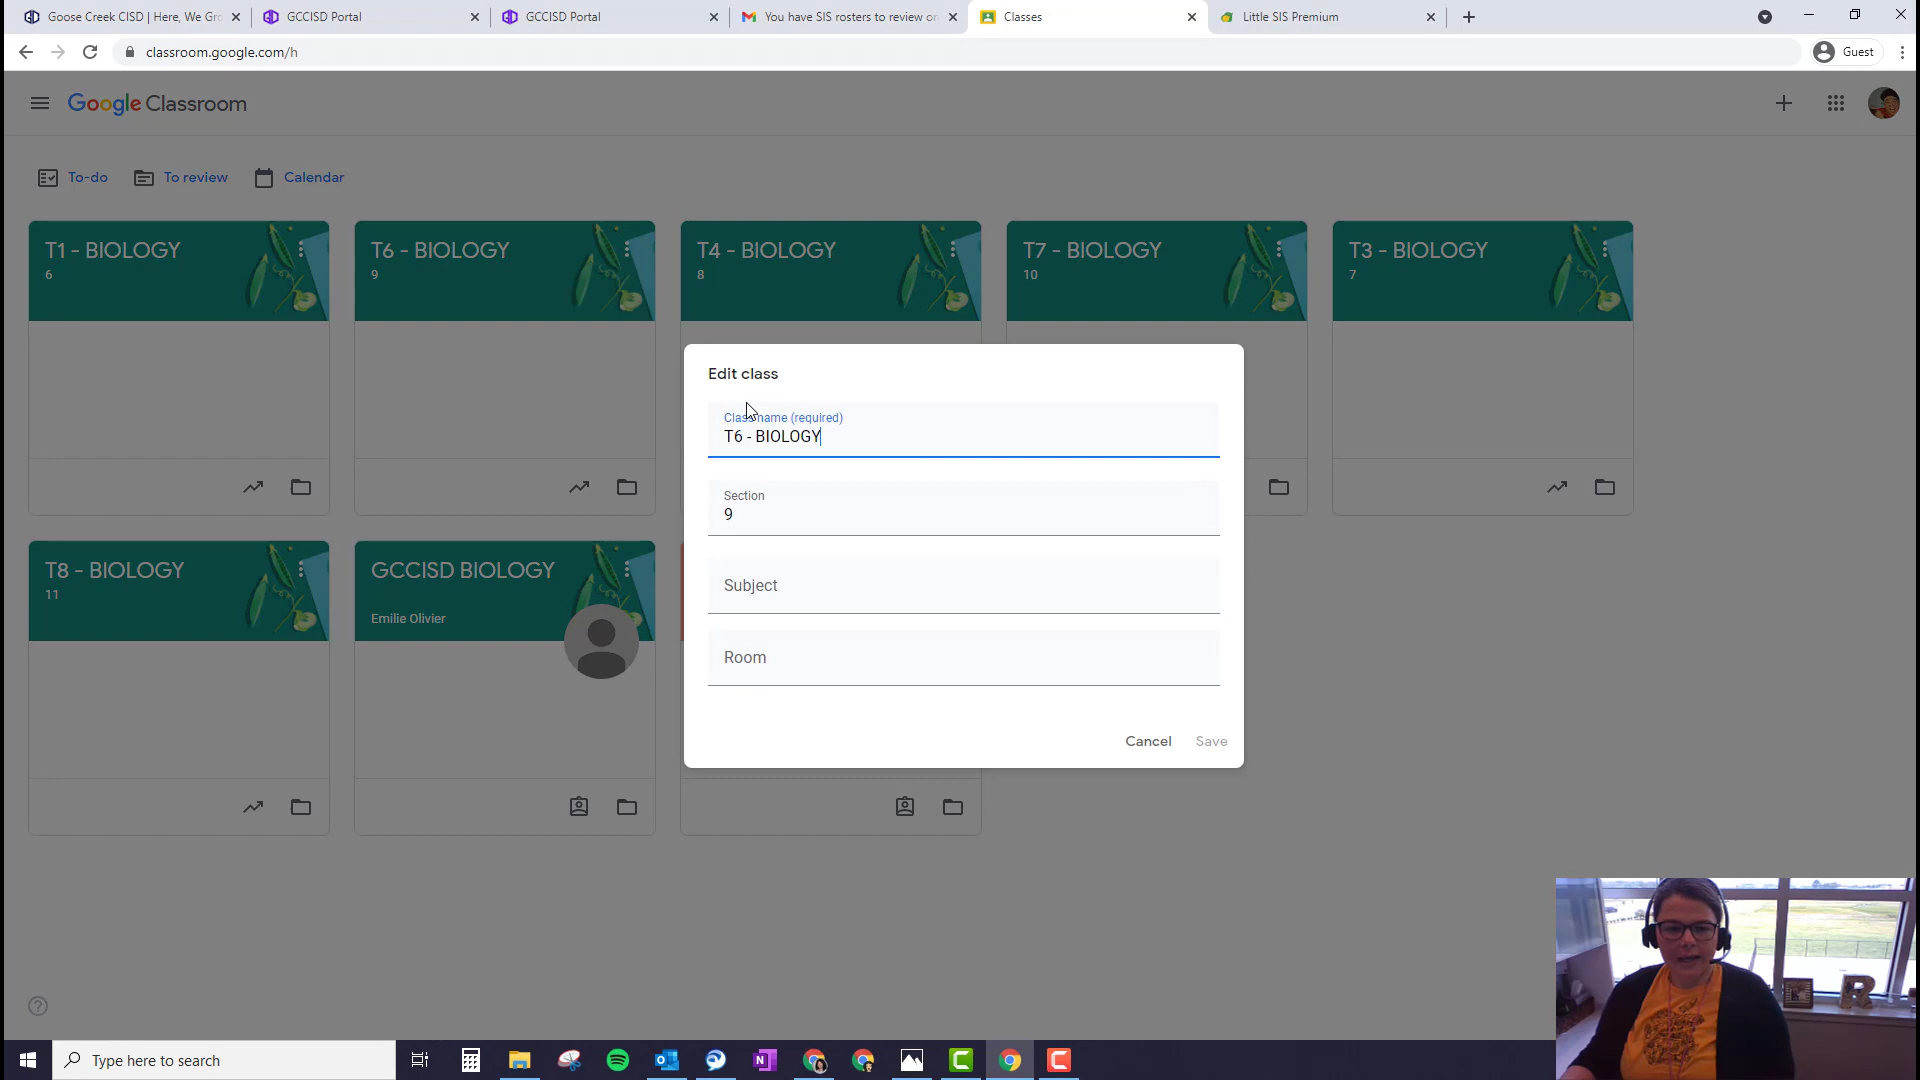 Goose Creek CISD | Here, We Gro
GCCISD Portal
GCCISD Portal
You have SIS rosters to review on
Classes
Little SIS Premium
classroom.google.com/h
Guest
Google Classroom
To-do
To review
Calendar
T1 - BIOLOGY
6
T6 - BIOLOGY
9
T4 - BIOLOGY
8
T7 - BIOLOGY
10
T3 - BIOLOGY
7
Edit class
Class name (required)
T6 - BIOLOGY
Section
9
Subject
Room
Cancel
Save
T8 - BIOLOGY
11
GCCISD BIOLOGY
Emilie Olivier
R
Type here to search